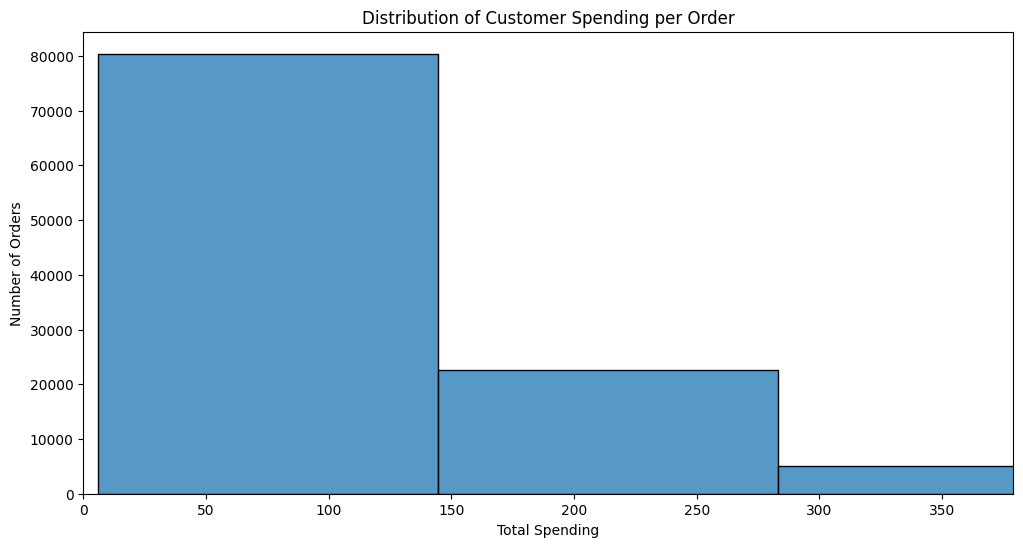 Distribution of Customer Spending per Order
Number of Orders
80000
70000
60000
50000
40000
30000
20000
10000
0
0 50 100 150 200 250 300 350
Total Spending